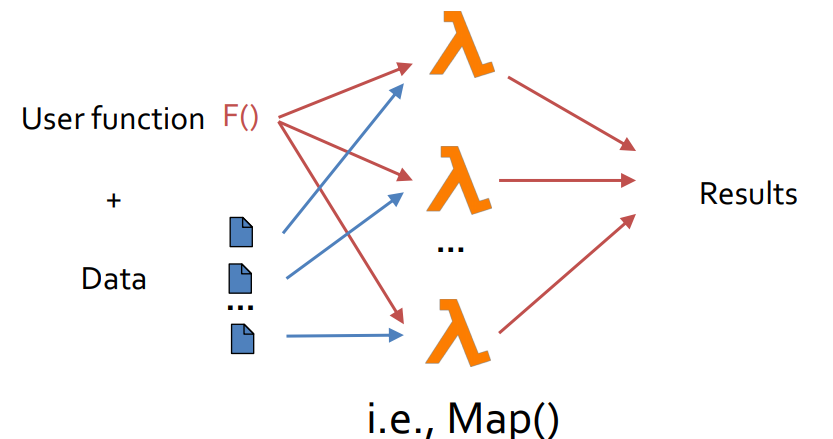 User function F()
+
Data
...
λ
λ
...
λ
Results
i.e., Map()